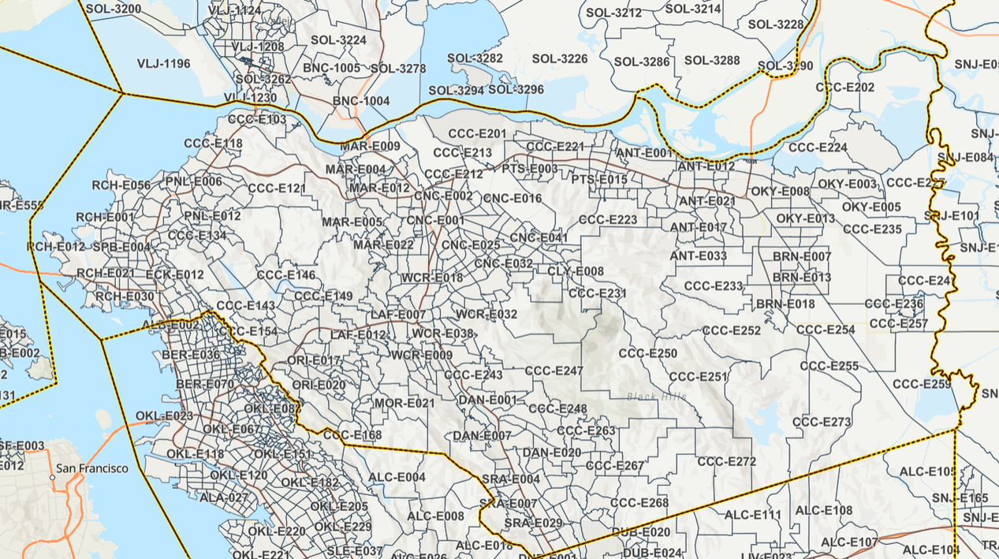 SOL-3200
VLJ-1124
SOL-3212
SOL-3214
Vallejo
SOL-3228
SOL-3224
VLJ-1208
VLJ-1196
SOL-3282
SOL-3226
SOL-3286
SOL-3288
BNC-1005
SOL-3278
SOL-3290
SOL-3262
CCC-E202
SOL-3294
SOL-3296
VLJ-1230
BNC-1004
CCC-E103
CCC-E201
CCC-E118
MAR-E009
CCC-E213
CCC-E221
ANT-E001
CCC-E224
SNJ-E084
MAR-E004
PTS-E003
ANT-E012
CCC-E212
PTS-E015
RCH-E056
PNL-E006
CCC-E121
MAR-E012
CNC-E002
CNC-E016
ANT-E021
OKY-E008
OKY-E003
OKY-E005
RCH-E001
PNL-E012
MAR-E005
CNC-E001
CCC-E223
ANT-E017
OKY-E013
CCC-E235
CCC-E134
CNC-E041
RCH-E012
SPB-E004
MAR-E022
CNC-E025
ANT-E033
BRN-E007
CNC-E032
CLY-E008
RCH-E021
ECK-E012
CCC-E146
WCR-E018
BRN-E013
CCC-E233
CCC-E231
RCH-E030
CCC-E149
CCC-E143
BRN-E018
CCC-E236
LAF-E007
WCR-E032
CCC-E257
ALB-E002
CCC-E154
LAF-E012
WCR-E038
CCC-E252
CCC-E254
BER-E036
WCR-E009
CCC-E250
ORI-E017
CCC-E255
CCC-E247
CCC-E243
CCC-E251
BER-E070
ORI-E020
CCC-E259
Black Hills
MOR-E021
DAN-E001
CCC-E248
OKL-E023
CCC-E273
OKL-E067
CCC-E263
CCC-E168
DAN-E007
DAN-E020
OKL-E118
OKL-E151
CCC-E272
CCC-E267
San Francisco
OKL-E120
ALC-E004
SRA-E004
OKL-E182
ALA-E027
SNJ-E165
SRA-E007
CCC-E268
OKL-E205
ALC-E111
ALC-E108
ALC-E008
SRA-E029
OKL-E229
OKL-E220
DUB-E020
ALC-E018
ALC-E107
SLE-E037
DUB-E024
ALC-E104
OKL-E221